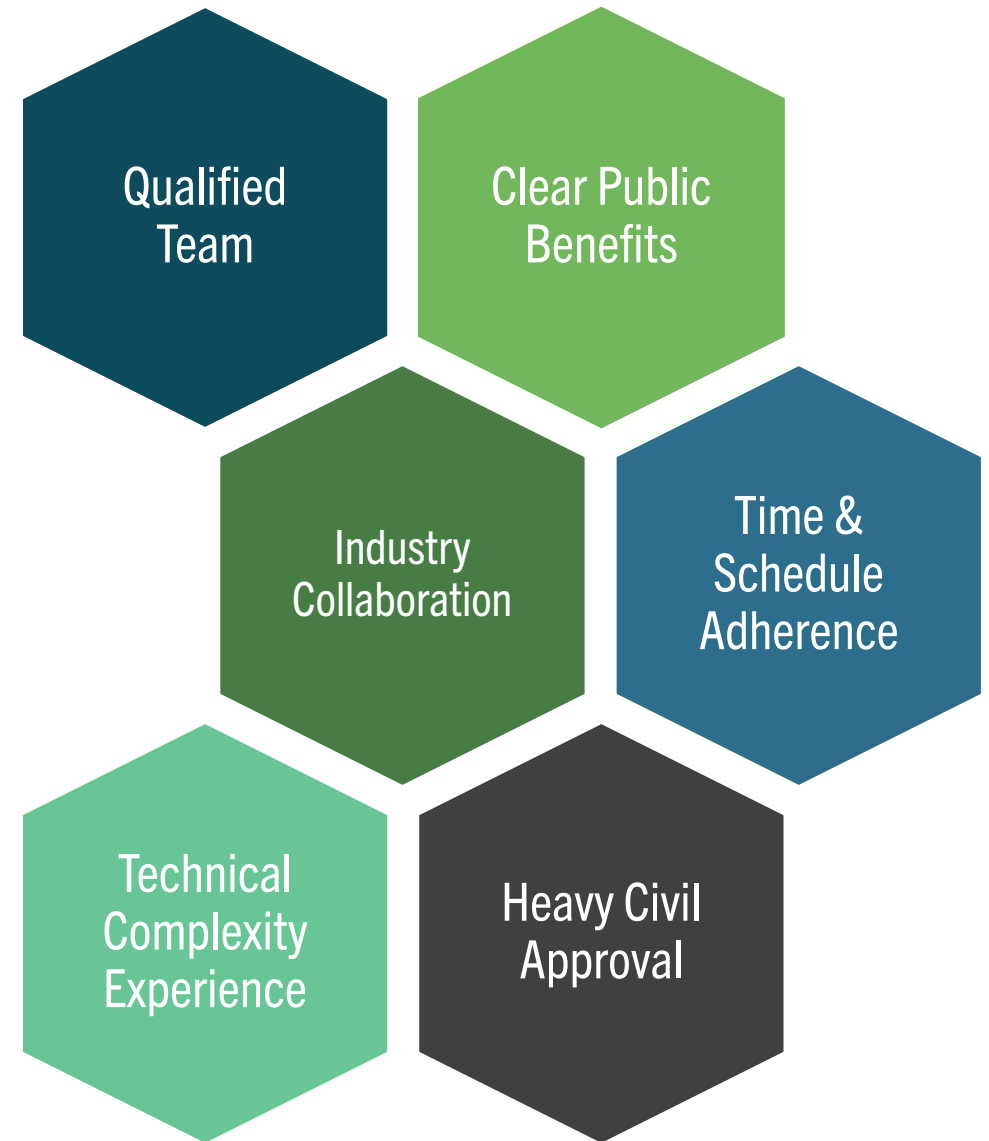 Qualified
Team
Clear Public
Benefits
Industry
Collaboration
Time &
Schedule
Adherence
Technical
Complexity
Experience
Heavy Civil
Approval